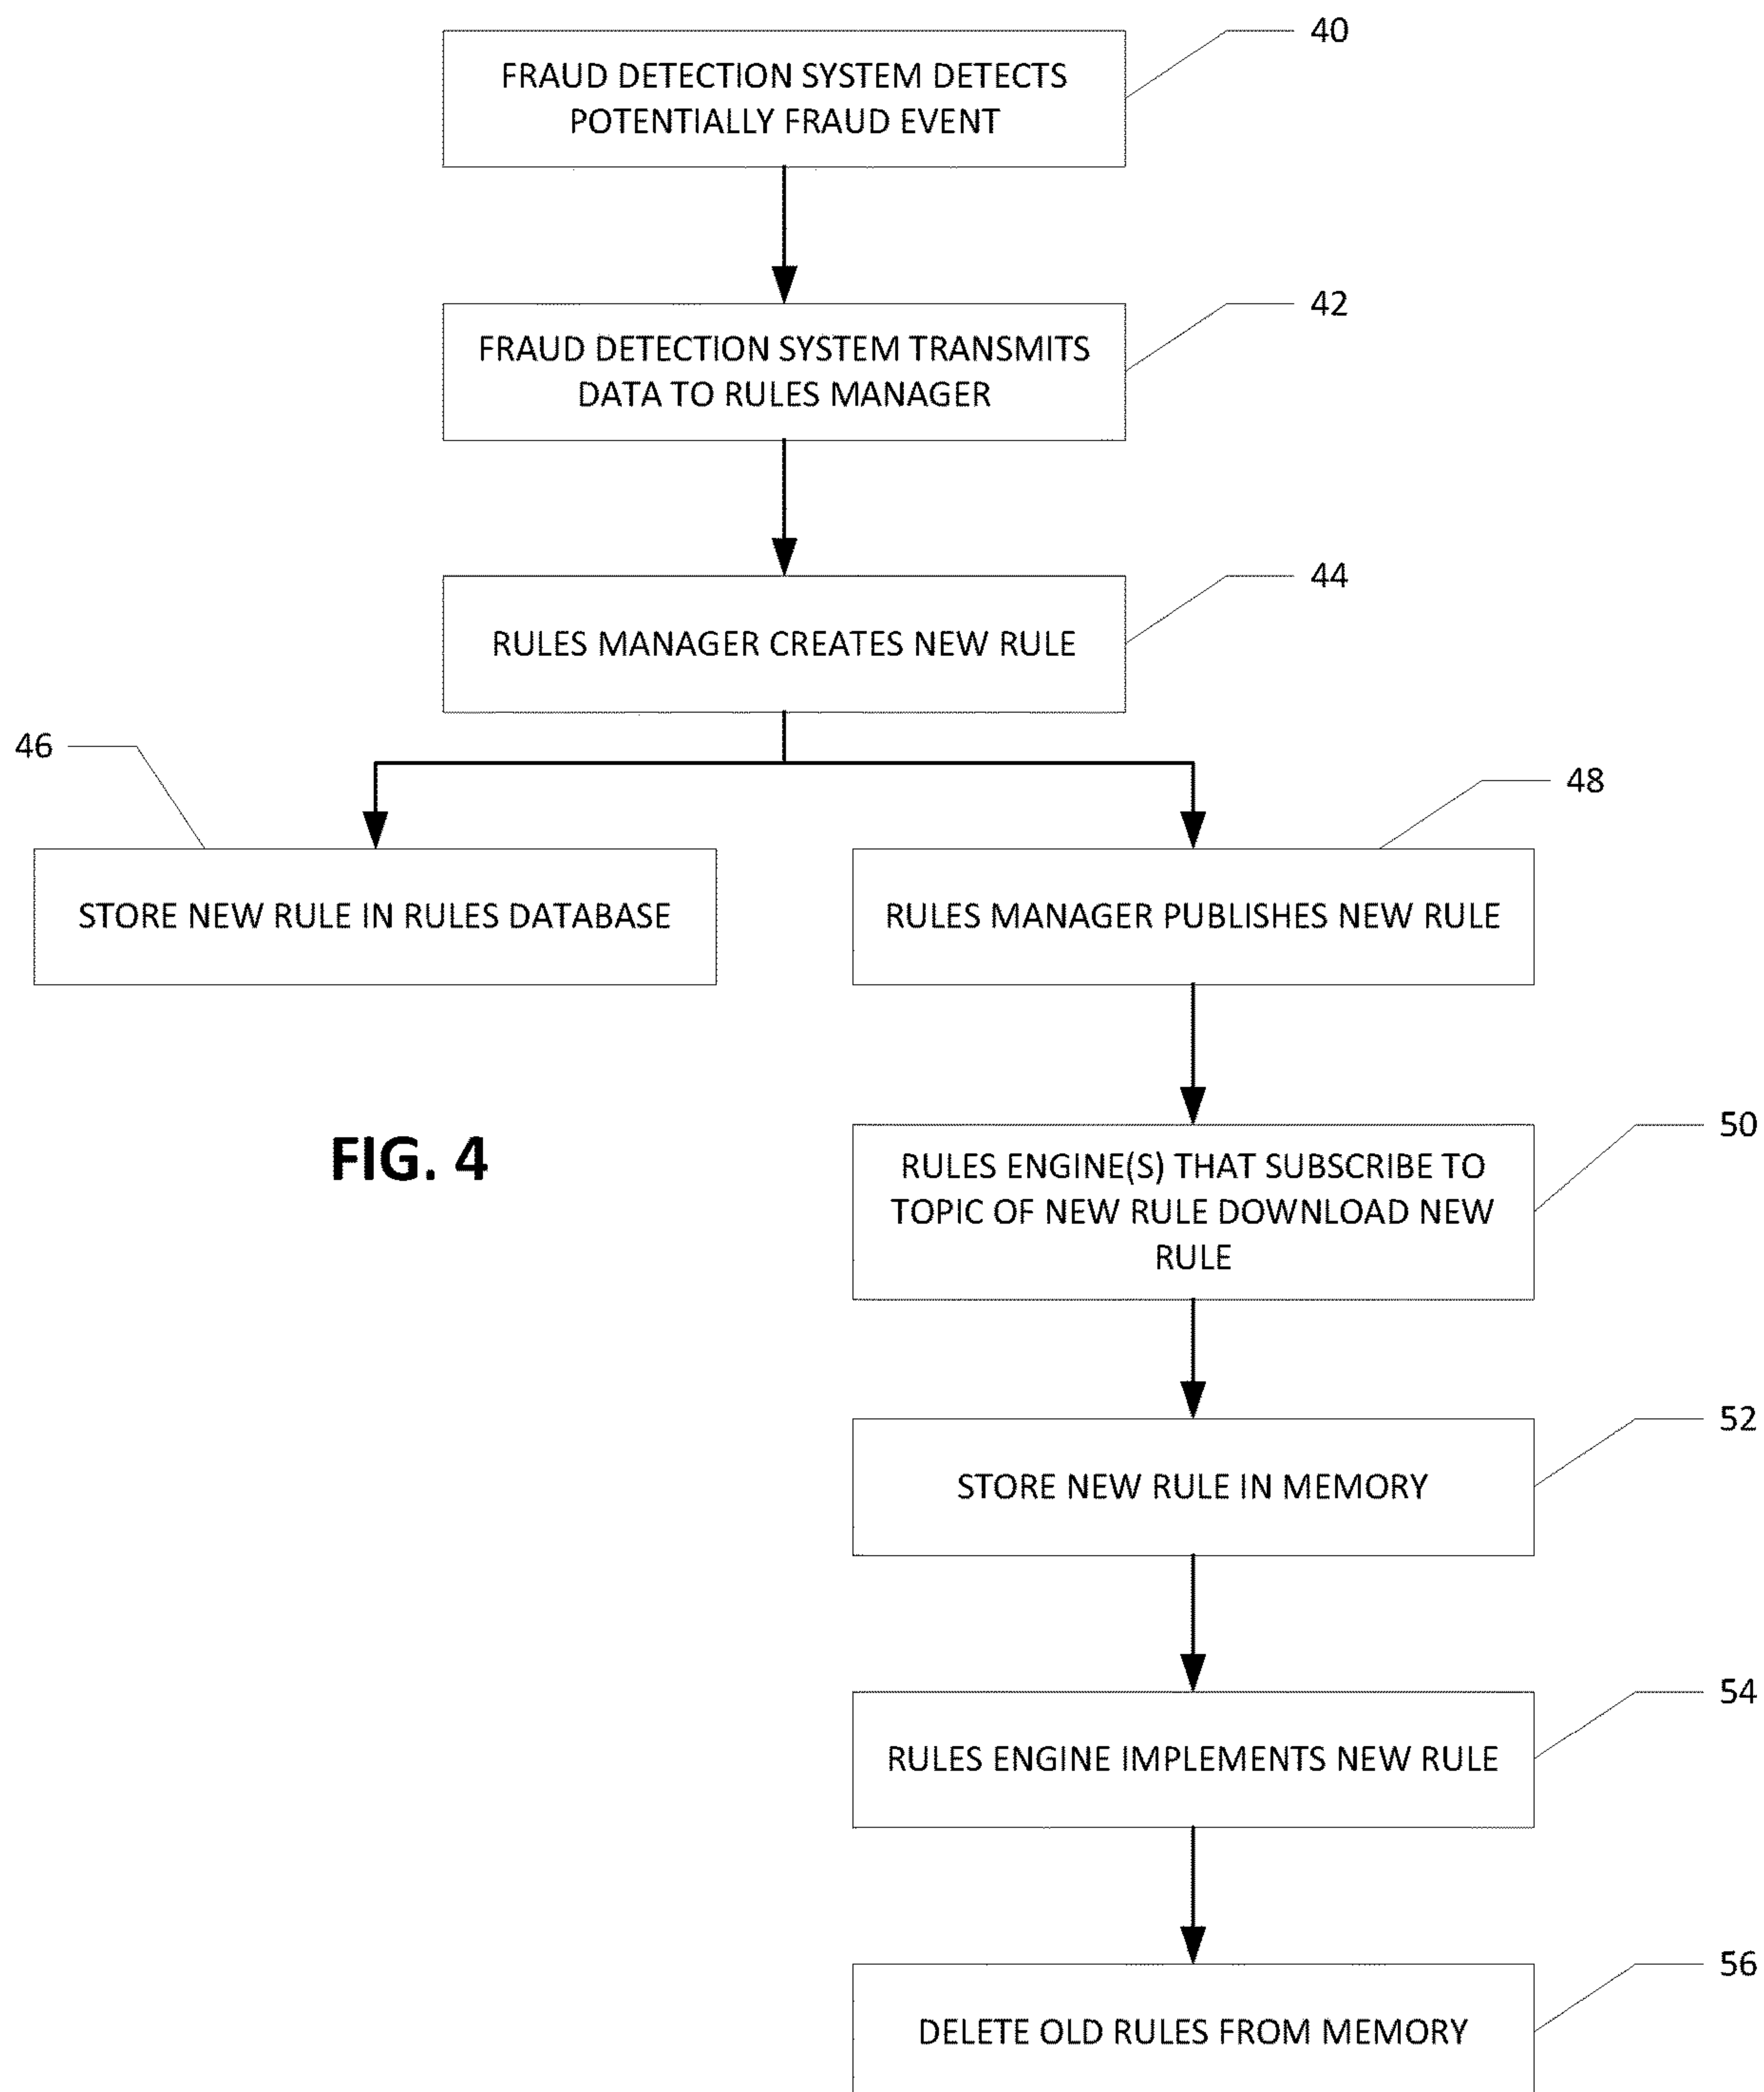 40
FRAUD DETECTION SYSTEM DETECTS
POTENTIALLY FRAUD EVENT
42
FRAUD DETECTION SYSTEM TRANSMITS
DATA TO RULES MANAGER
44
RULES MANAGER CREATES NEW RULE
46
48
STORE NEW RULE IN RULES DATABASE
RULES MANAGER PUBLISHES NEW RULE
FIG. 4
50
RULES ENGINE(S) THAT SUBSCRIBE TO
TOPIC OF NEW RULE DOWNLOAD NEW
RULE
52
STORE NEW RULE IN MEMORY
54
RULES ENGINE IMPLEMENTS NEW RULE
56
DELETE OLD RULES FROM MEMORY